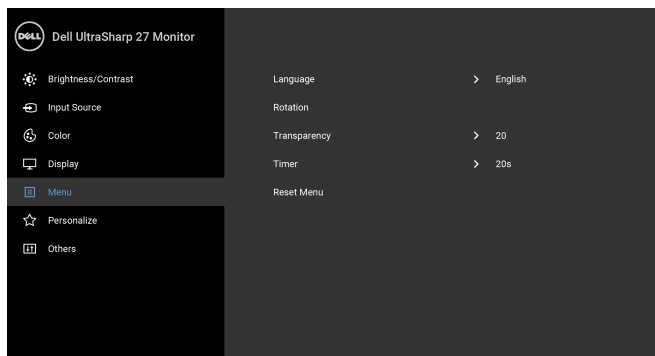 DELL Dell UltraSharp 27 Monitor
Brightness/Contrast
Input Source
Color
Display
Menu
Personalize
Others
Language English
Rotation
Transparency 20
Timer 20s
Reset Menu